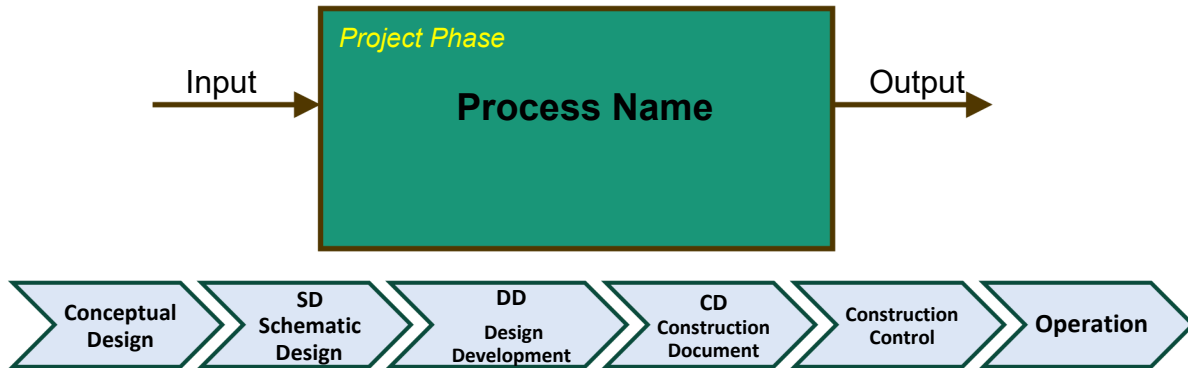 Project Phase
Input
Process Name
Output
Conceptual
Design
SD
Schematic
Design
DD
Design
Development
CD
Construction
Document
Construction
Control
Operation